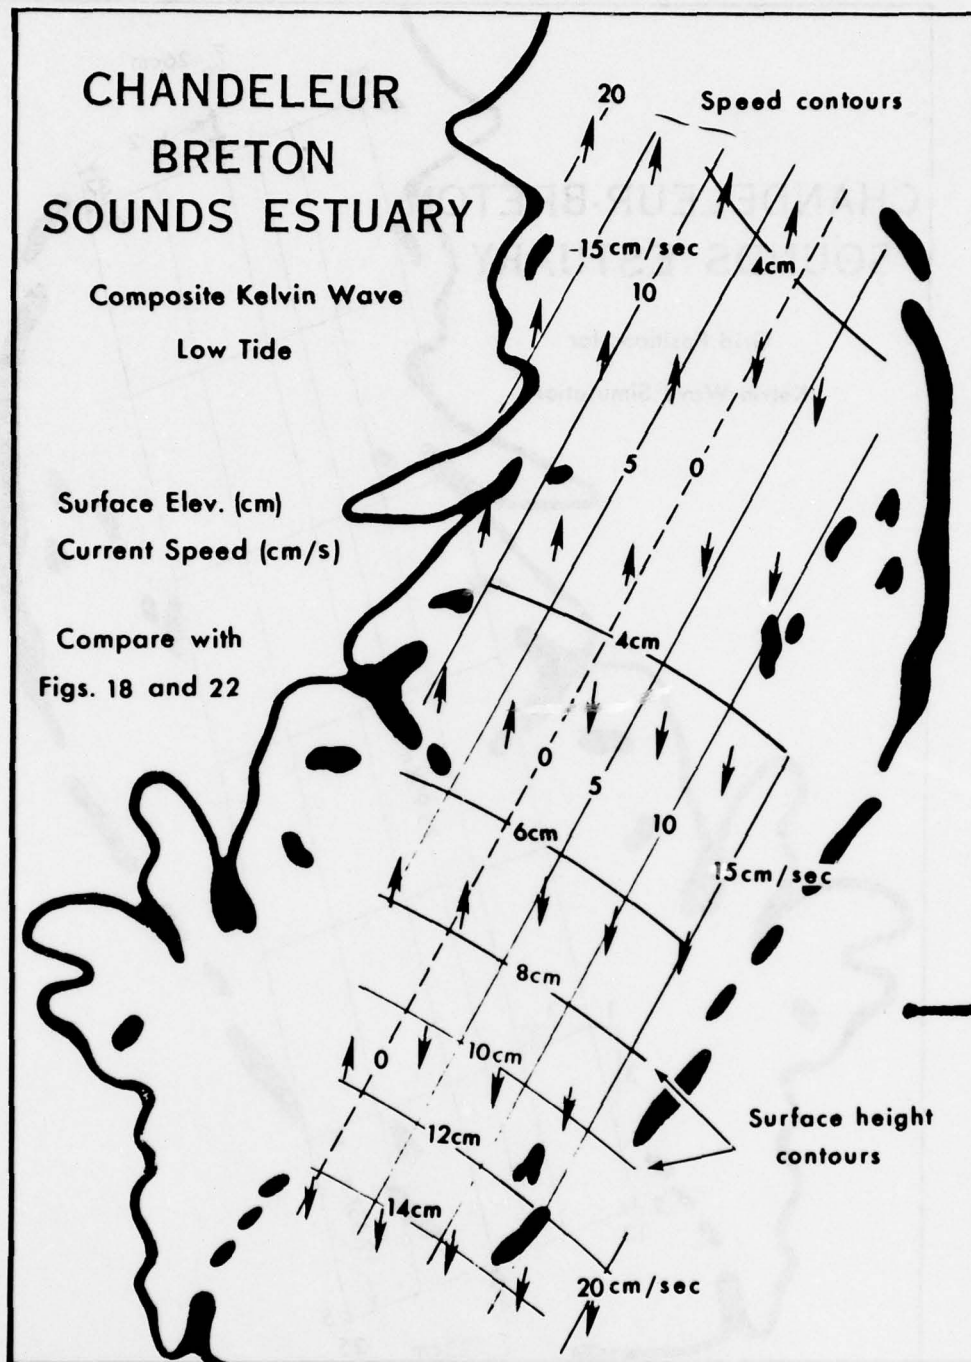 CHANDELEUR
BRETON
SOUNDS ESTUARY
Composite Kelvin Wave
Low Tide
Surface Elev. (cm)
Current Speed (cm/s)
Compare with
Figs. 18 and 22
20
Speed contours
-15cm/sec
4cm
10
5
0
4cm
0
5
10
6cm
15cm/sec
8cm
10cm
0
12cm
Surface height
contours
14cm
20cm/sec